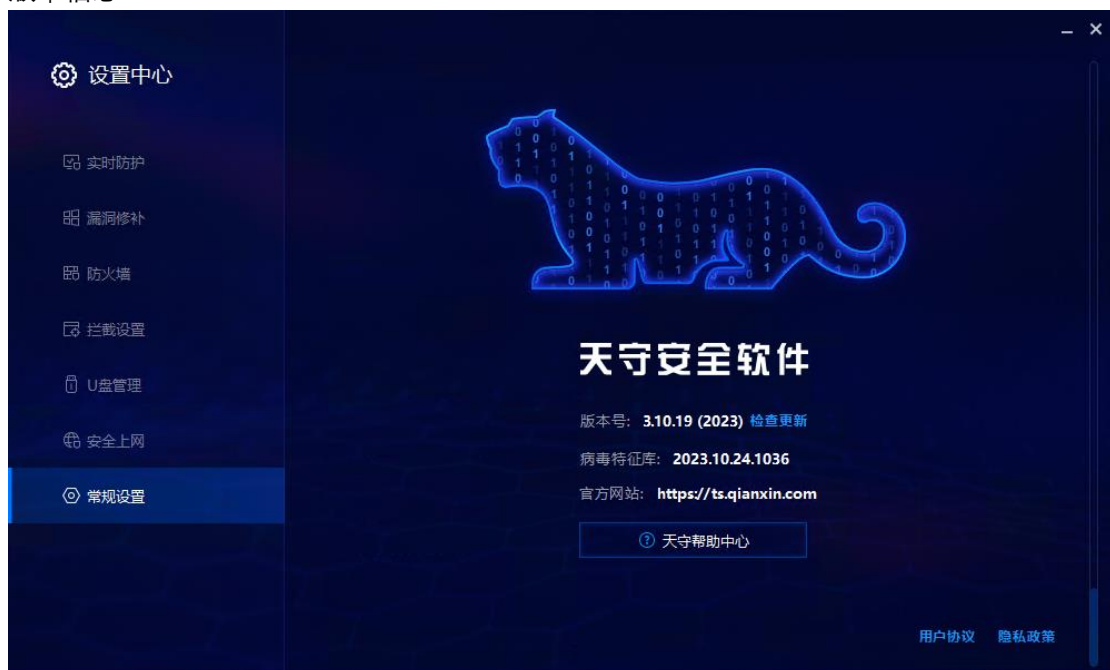 设置中心
实时防护
漏洞修补
防火墙
拦截设置
U盘管理
安全上网
常规设置
天守安全软件
版本号: 3.10.19 (2023) 检查更新
病毒特征库: 2023.10.24.1036
官方网站: https://ts.qianxin.com
天守帮助中心
用户协议 隐私政策